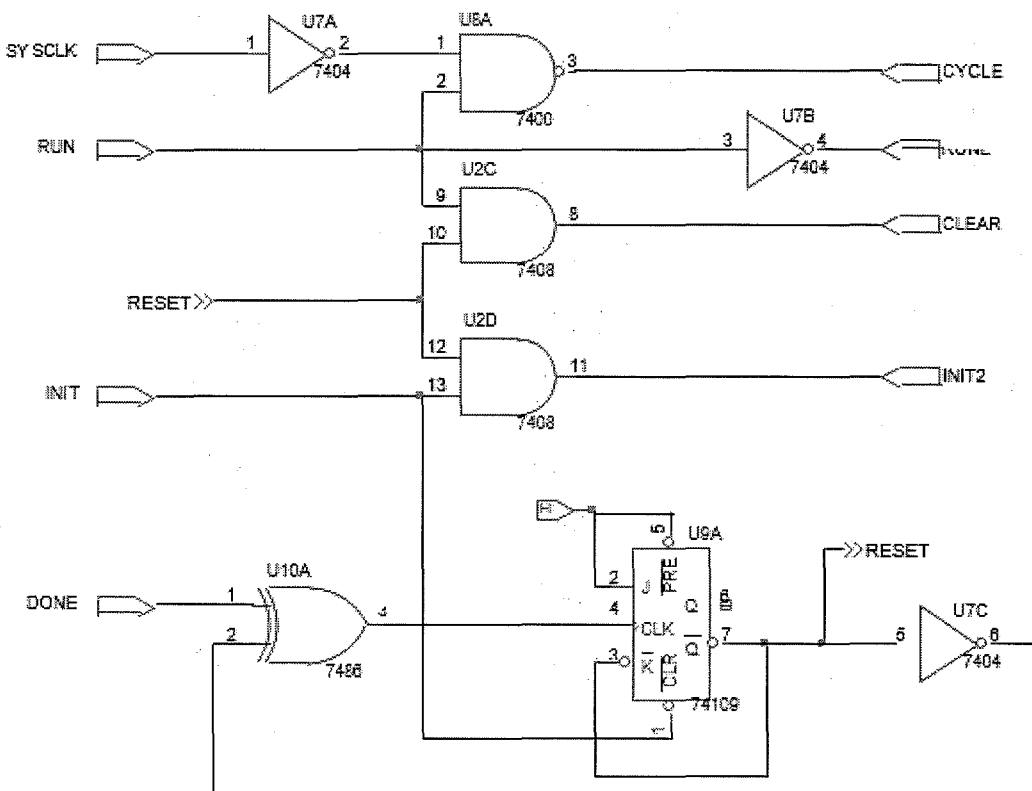 SYSCLK
U7A
1
2
7404
U8A
1
2
3
7400
CYCLE
RUN
U7B
3
4
7404
U2C
9
10
8
7408
CLEAR
RESET
U2D
12
13
11
7408
INIT2
INIT
H
5
U9A
2
J
PRE
Q
4
CLK
Q
7
3
K
CLR
1
74109
RESET
U10A
DONE
1
2
7486
U7C
5
6
7404